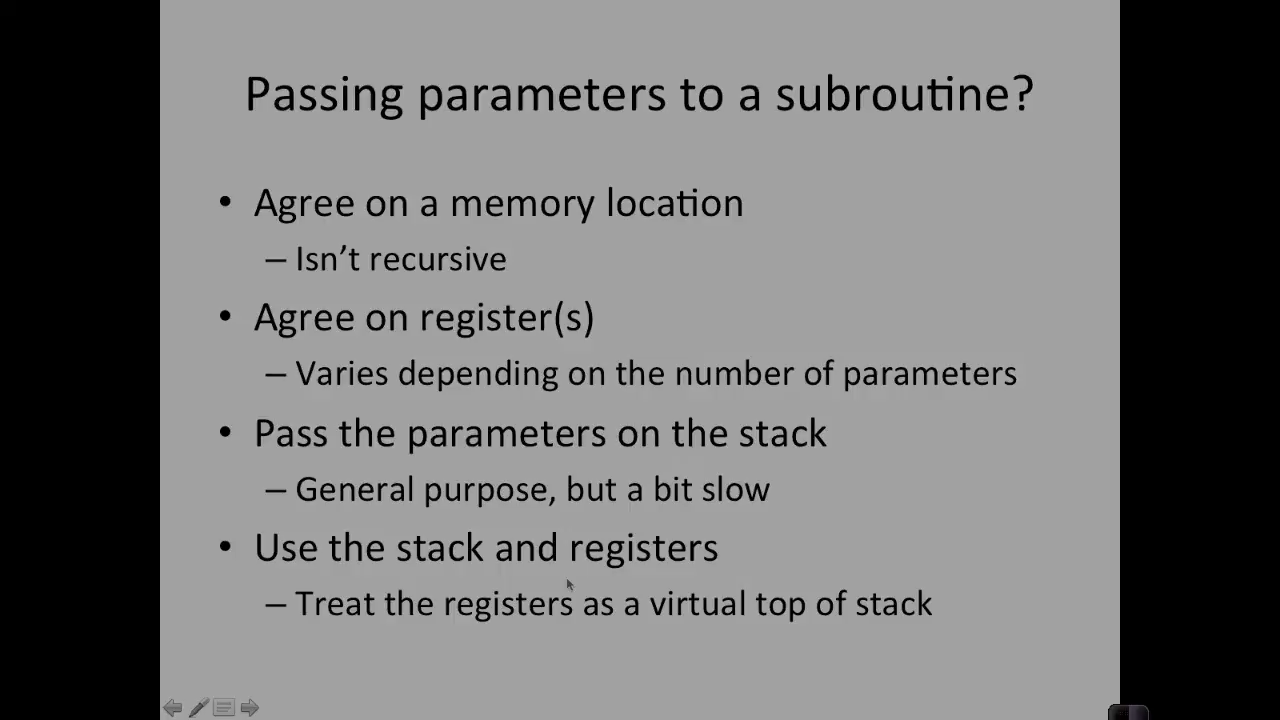 Passing parameters to a subroutine?
• Agree on a memory location
– Isn’t recursive
• Agree on register(s)
– Varies depending on the number of parameters
• Pass the parameters on the stack
– General purpose, but a bit slow
• Use the stack and registers
– Treat the registers as a virtual top of stack